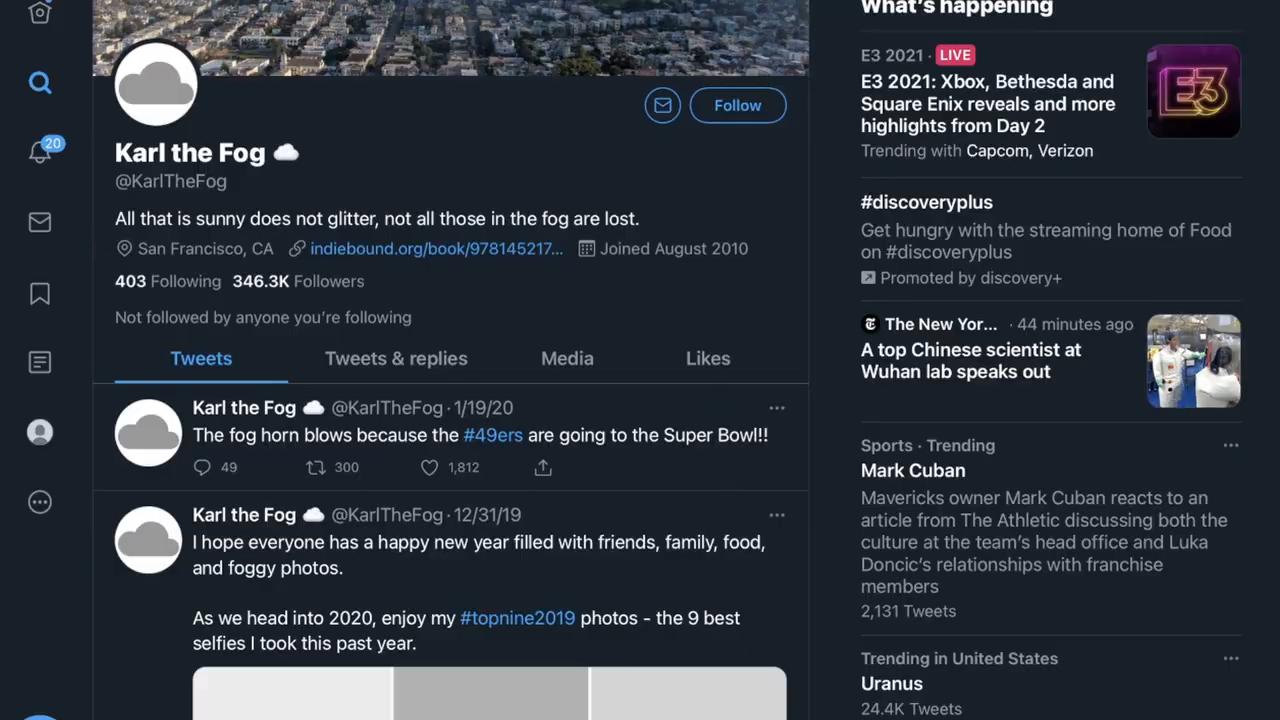 20
Follow
Karl the Fog ☁️
@KarlTheFog
All that is sunny does not glitter, not all those in the fog are lost.
San Francisco, CA indiebound.org/book/978145217... Joined August 2010
403 Following 346.3K Followers
Not followed by anyone you're following
Tweets Tweets & replies Media Likes
Karl the Fog ☁️ @KarlTheFog · 1/19/20
The fog horn blows because the #49ers are going to the Super Bowl!!
49 300 1,812
Karl the Fog ☁️ @KarlTheFog · 12/31/19
I hope everyone has a happy new year filled with friends, family, food,
and foggy photos.
As we head into 2020, enjoy my #topnine2019 photos - the 9 best
selfies I took this past year.
What's happening
E3 2021 · LIVE
E3 2021: Xbox, Bethesda and
Square Enix reveals and more
highlights from Day 2
Trending with Capcom, Verizon
E3
#discoveryplus
Get hungry with the streaming home of Food
on #discoveryplus
Promoted by discovery+
The New Yor... · 44 minutes ago
A top Chinese scientist at
Wuhan lab speaks out
Sports · Trending
Mark Cuban
Mavericks owner Mark Cuban reacts to an
article from The Athletic discussing both the
culture at the team's head office and Luka
Doncic's relationships with franchise
members
2,131 Tweets
Trending in United States
Uranus
24.4K Tweets